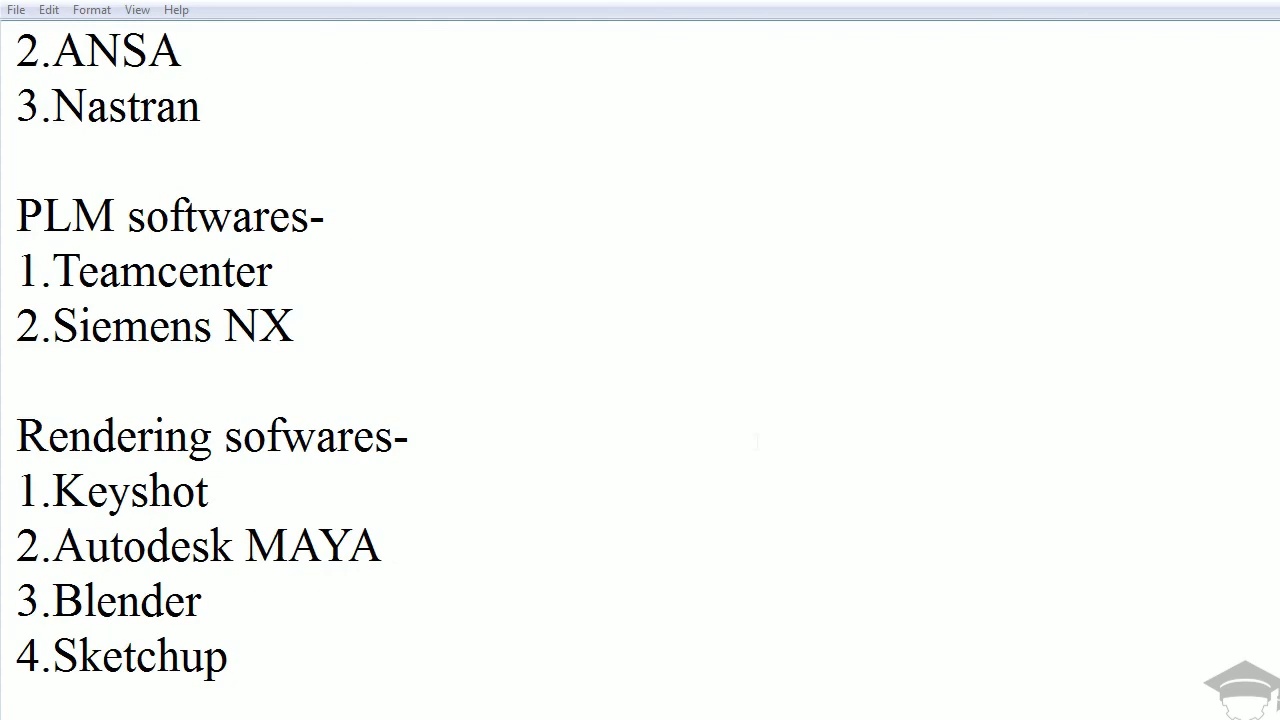 File Edit Format View Help
2.ANSA
3.Nastran
PLM softwares-
1.Teamcenter
2.Siemens NX
Rendering sofwares-
1.Keyshot
2.Autodesk MAYA
3.Blender
4.Sketchup